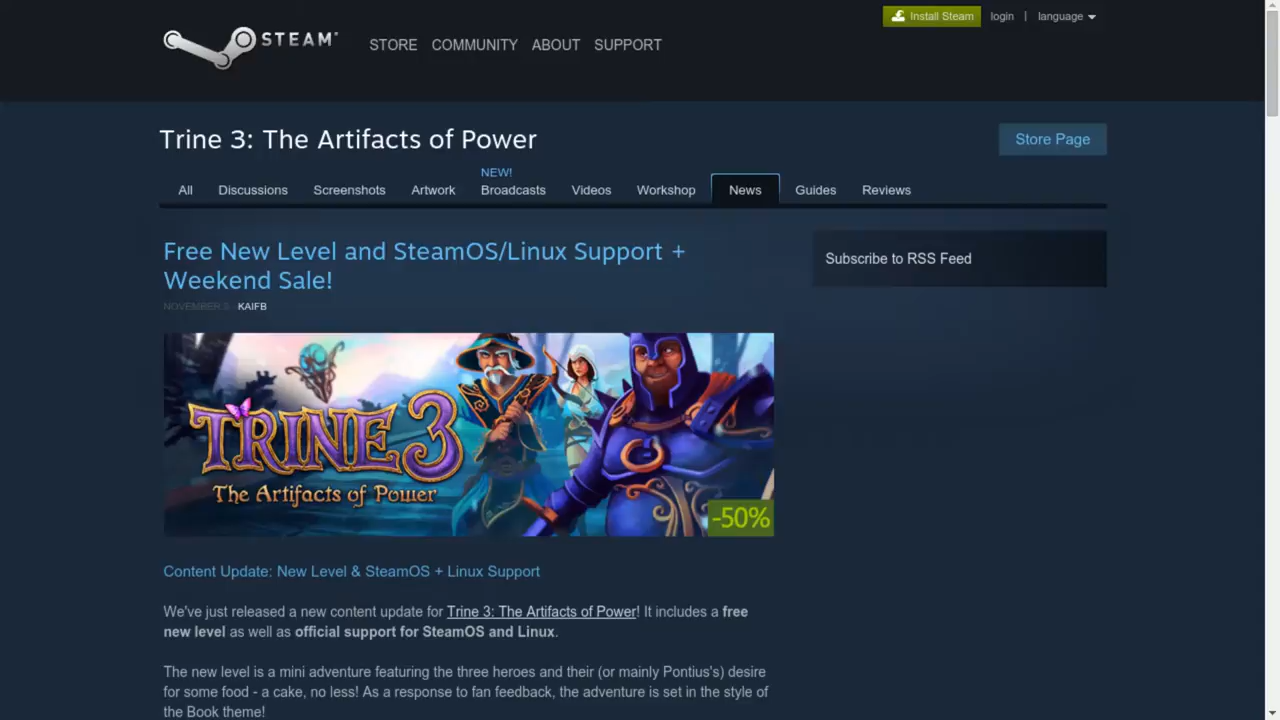 Install Steam login | language
STEAM® STORE COMMUNITY ABOUT SUPPORT
Trine 3: The Artifacts of Power
Store Page
NEW!
All Discussions Screenshots Artwork Broadcasts Videos Workshop News Guides Reviews
Free New Level and SteamOS/Linux Support +
Weekend Sale!
NOVEMBER 3 KAIFB
Subscribe to RSS Feed
TRINE 3
The Artifacts of Power
-50%
Content Update: New Level & SteamOS + Linux Support
We've just released a new content update for Trine 3: The Artifacts of Power! It includes a free
new level as well as official support for SteamOS and Linux.
The new level is a mini adventure featuring the three heroes and their (or mainly Pontius's) desire
for some food - a cake, no less! As a response to fan feedback, the adventure is set in the style of
the Book theme!